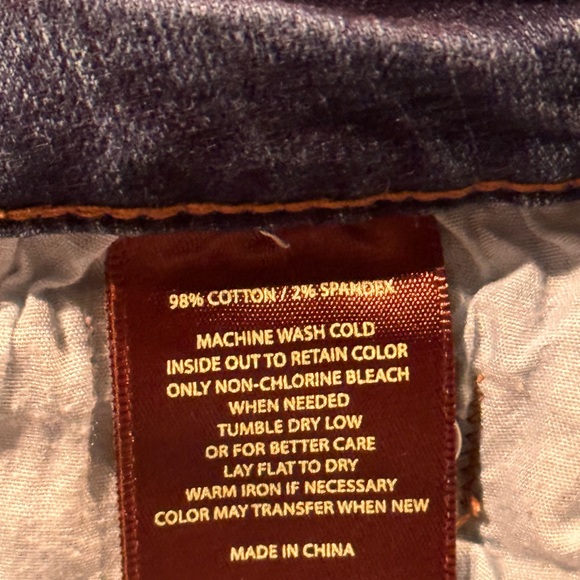 98% COTTON / 2% SPANDEX
MACHINE WASH COLD
INSIDE OUT TO RETAIN COLOR
ONLY NON-CHLORINE BLEACH
WHEN NEEDED
TUMBLE DRY LOW
OR FOR BETTER CARE
LAY FLAT TO DRY
WARM IRON IF NECESSARY
COLOR MAY TRANSFER WHEN NEW
MADE IN CHINA